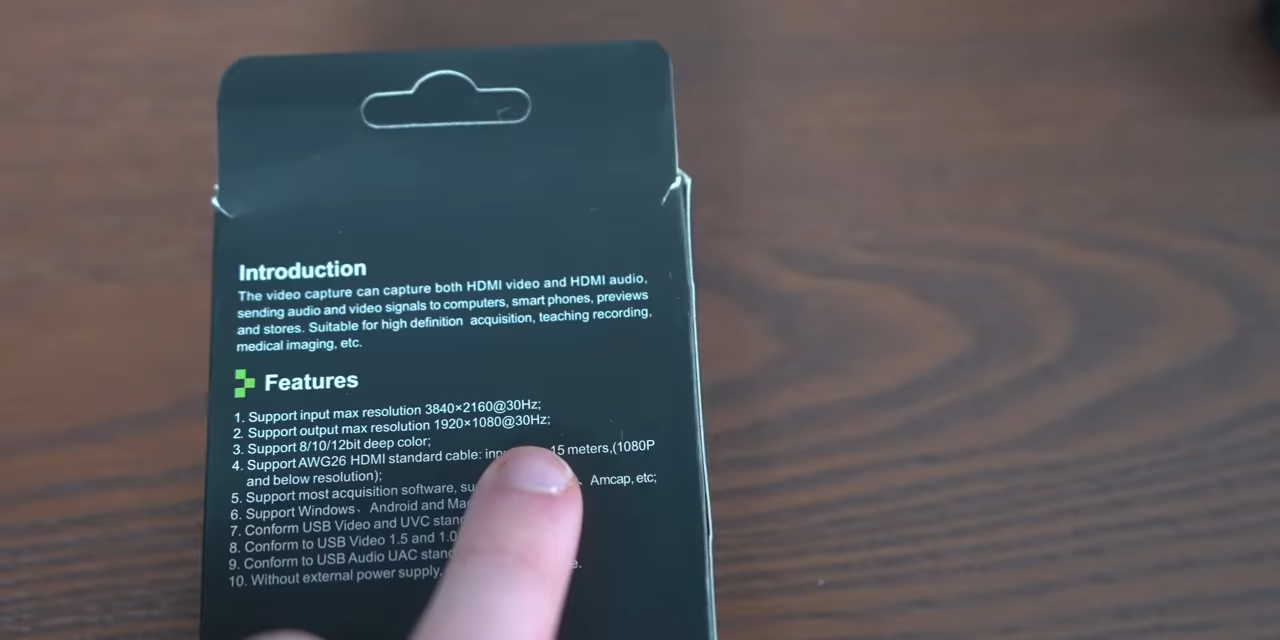 Introduction
The video capture can capture both HDMI video and HDMI audio,
sending audio and video signals to computers, smart phones, previews
and stores. Suitable for high definition acquisition, teaching recording,
medical imaging, etc.
Features
1. Support input max resolution 3840×2160@30Hz;
2. Support output max resolution 1920×1080@30Hz;
3. Support 8/10/12bit deep color;
4. Support AWG26 HDMI standard cable: 15 meters,(1080P
and below resolution);
5. Support most acquisition software, 、 Amcap, etc;
6. Support Windows、 Android and
7. Conform USB Video and UVC
8. Conform to USB Video 1.5 and 1.0
9. Conform to USB Audio UAC
10. Without external power supply,